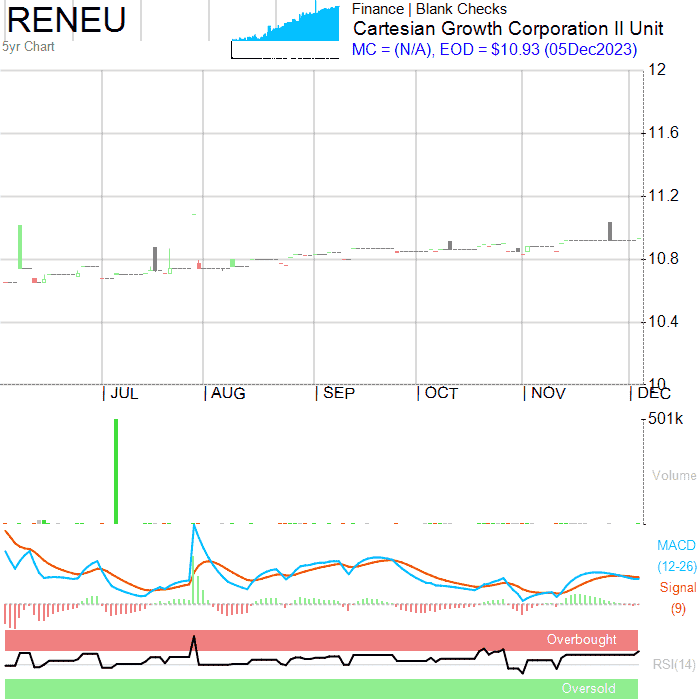 RENEU
5yr Chart
Finance | Blank Checks
Cartesian Growth Corporation II Unit
MC = (N/A), EOD = $10.93 (05Dec2023)
12
11.6
11.2
10.8
10.4
10
| JUL | AUG | SEP | OCT | NOV | DEC
501k
Volume
MACD
(12-26)
Signal
(9)
Overbought
RSI(14)
Oversold